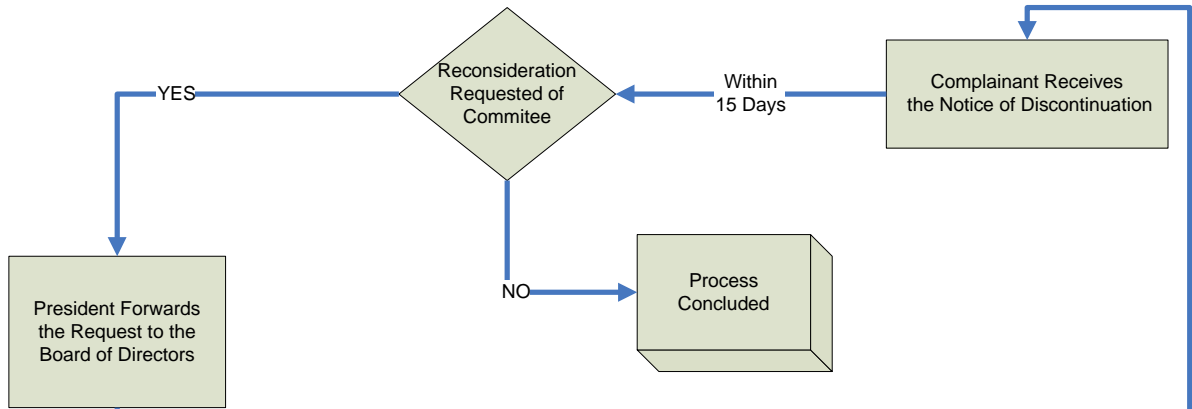 Reconsideration
Requested of
Commitee
YES
Within
15 Days
Complainant Receives
the Notice of Discontinuation
NO
Process
Concluded
President Forwards
the Request to the
Board of Directors